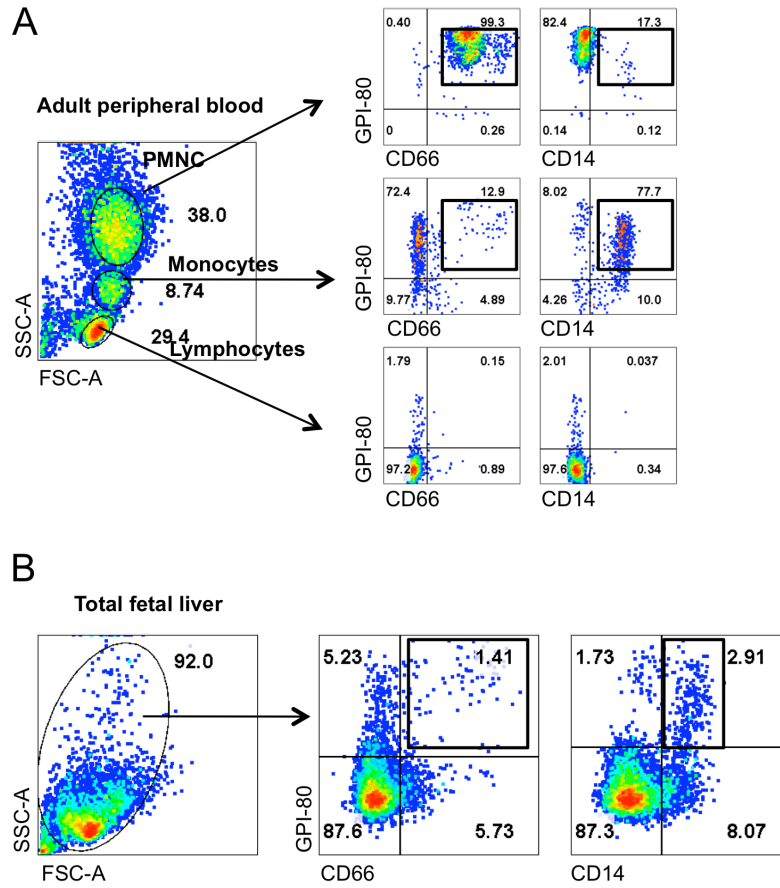 A
Adult peripheral blood
PMNC
38.0
Monocytes
8.74
29.4
Lymphocytes
SSC-A
FSC-A
0.40 99.3
0 0.26
GPI-80
CD66
82.4 17.3
0.14 0.12
CD14
72.4 12.9
9.77 4.89
GPI-80
CD66
8.02 77.7
4.26 10.0
CD14
1.79 0.15
97.2 0.89
GPI-80
CD66
2.01 0.037
97.6 0.34
CD14
B
Total fetal liver
92.0
SSC-A
FSC-A
5.23 1.41
87.6 5.73
GPI-80
CD66
1.73 2.91
87.3 8.07
CD14